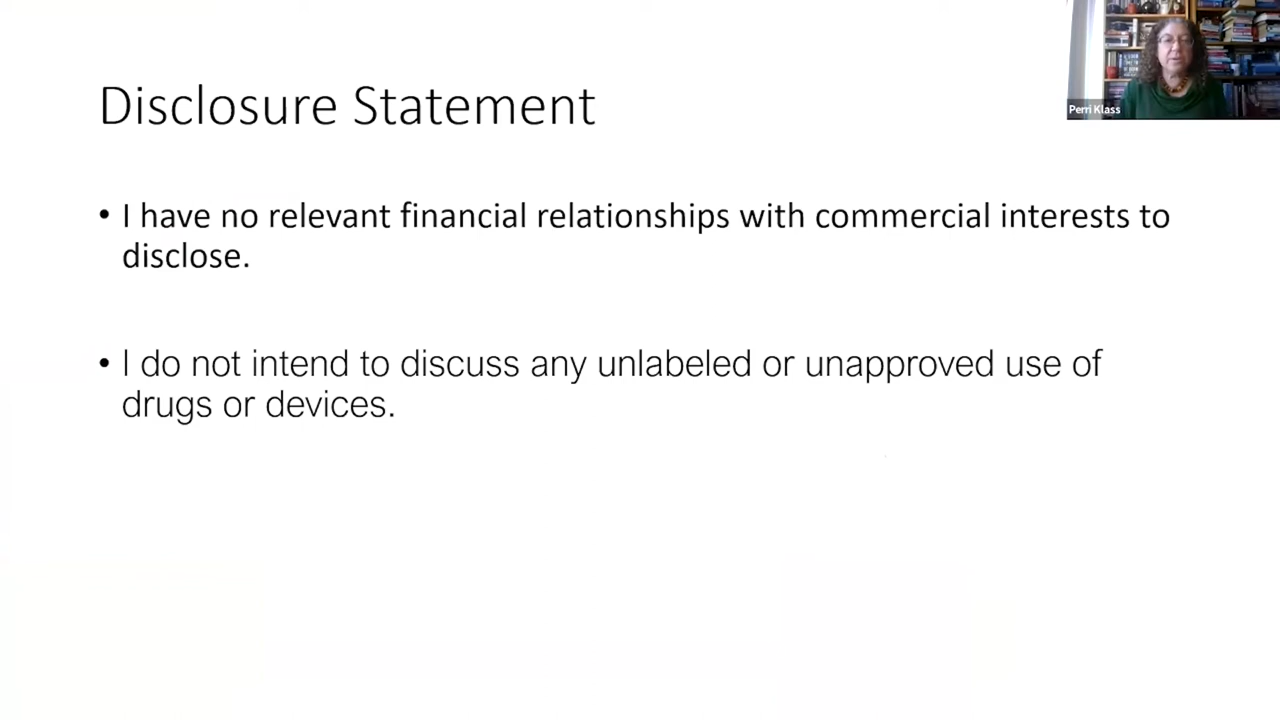 Disclosure Statement
Perri Klass
• I have no relevant financial relationships with commercial interests to
disclose.
• I do not intend to discuss any unlabeled or unapproved use of
drugs or devices.